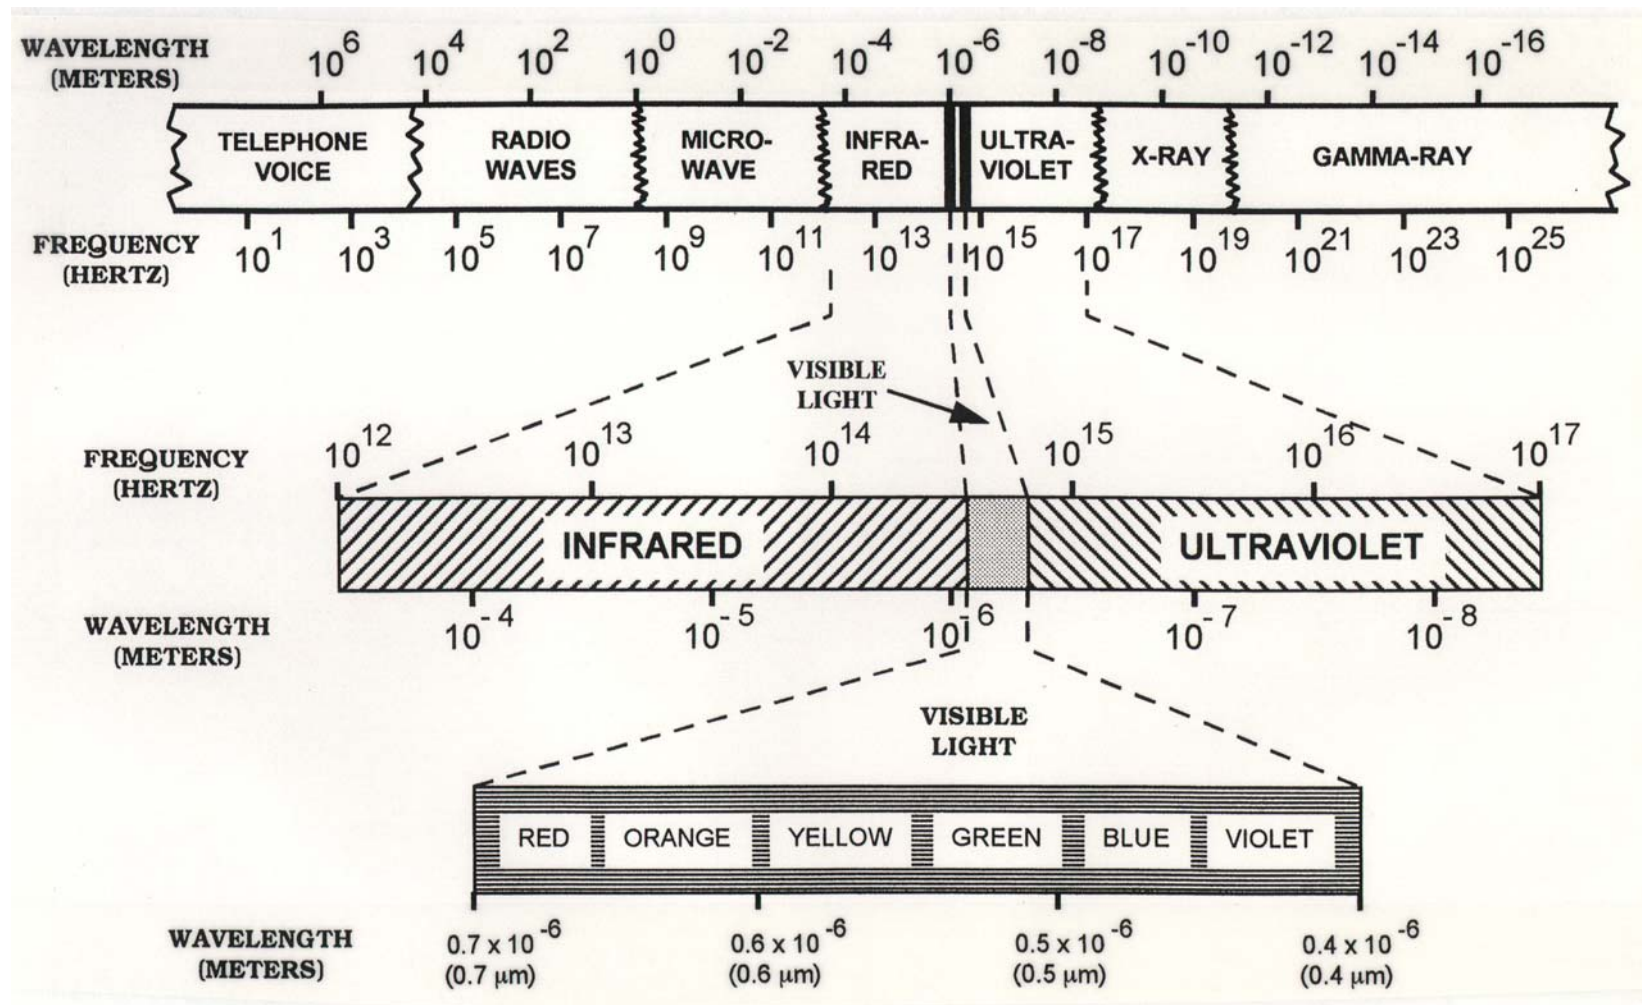 WAVELENGTH
(METERS)
10^6 10^4 10^2 10^0 10^-2 10^-4 10^-6 10^-8 10^-10 10^-12 10^-14 10^-16
TELEPHONE
VOICE
RADIO
WAVES
MICRO-
WAVE
INFRA-
RED
ULTRA-
VIOLET
X-RAY
GAMMA-RAY
FREQUENCY
(HERTZ)
10^1 10^3 10^5 10^7 10^9 10^11 10^13 10^15 10^17 10^19 10^21 10^23 10^25
VISIBLE
LIGHT
FREQUENCY
(HERTZ)
10^12 10^13 10^14 10^15 10^16 10^17
INFRARED
ULTRAVIOLET
WAVELENGTH
(METERS)
10^-4 10^-5 10^-6 10^-7 10^-8
VISIBLE
LIGHT
RED ORANGE YELLOW GREEN BLUE VIOLET
WAVELENGTH
(METERS)
0.7 x 10^-6 0.6 x 10^-6 0.5 x 10^-6 0.4 x 10^-6
(0.7 μm) (0.6 μm) (0.5 μm) (0.4 μm)